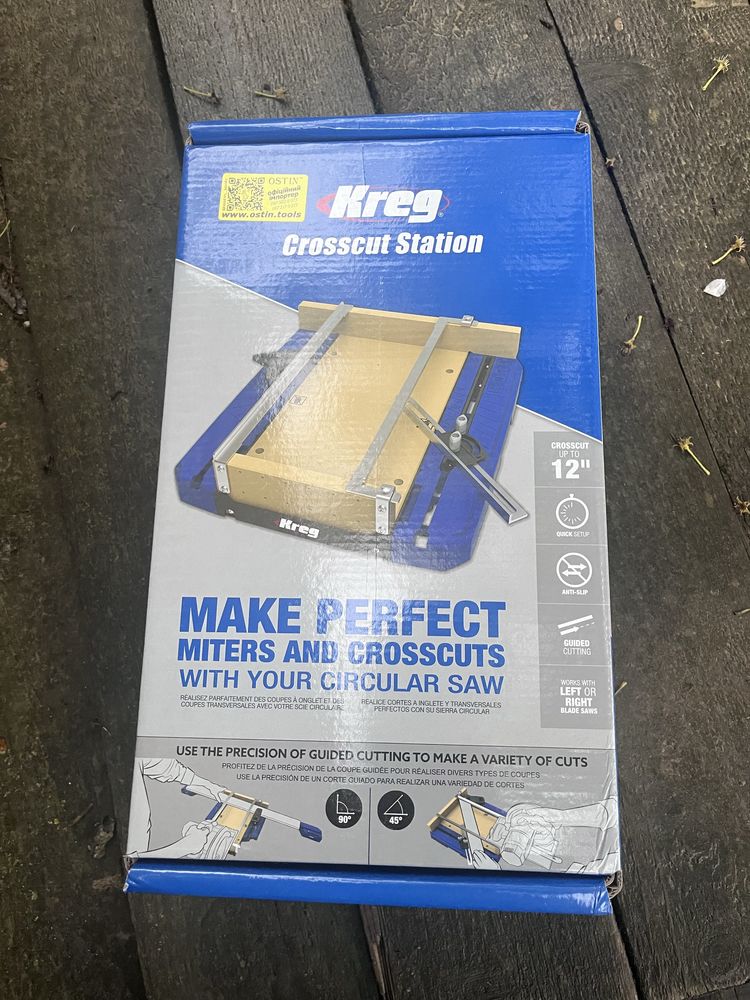 OSTIN
офіційний
імпортер
www.ostin.tools
Kreg
Crosscut Station
CROSSCUT
UP TO
12"
Kreg
QUICK SETUP
ANTI-SLIP
MAKE PERFECT
MITERS AND CROSSCUTS
WITH YOUR CIRCULAR SAW
GUIDED
CUTTING
RÉALISEZ PARFAITEMENT DES COUPES À ONGLET ET DES
COUPES TRANSVERSALES AVEC VOTRE SCIE CIRCULAIRE
REALICE CORTES A INGLETE Y TRANSVERSALES
PERFECTOS CON SU SIERRA CIRCULAR
WORKS WITH
LEFT OR
RIGHT
BLADE SAWS
USE THE PRECISION OF GUIDED CUTTING TO MAKE A VARIETY OF CUTS
PROFITEZ DE LA PRÉCISION DE LA COUPE GUIDÉE POUR RÉALISER DIVERS TYPES DE COUPES
USE LA PRECISIÓN DE UN CORTE GUIADO PARA REALIZAR UNA VARIEDAD DE CORTES
90°
45°